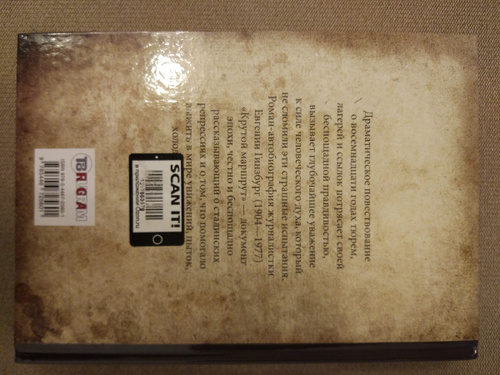 Драматическое повествование
о восемнадцати годах тюрем,
лагерей и ссылок потрясает своей
беспощадной правдивостью,
вызывает глубочайшее уважение
к силе человеческого духа, который
не сломили эти страшные испытания.
Роман-автобиография журналистки
Евгении Гинзбург (1904—1977)
«Крутой маршрут» — документ
эпохи, честно и беспощадно
рассказывающий о сталинских
репрессиях и о том, что помогало
выжить в мире унижений, пыток,
SCAN IT!
ISBN